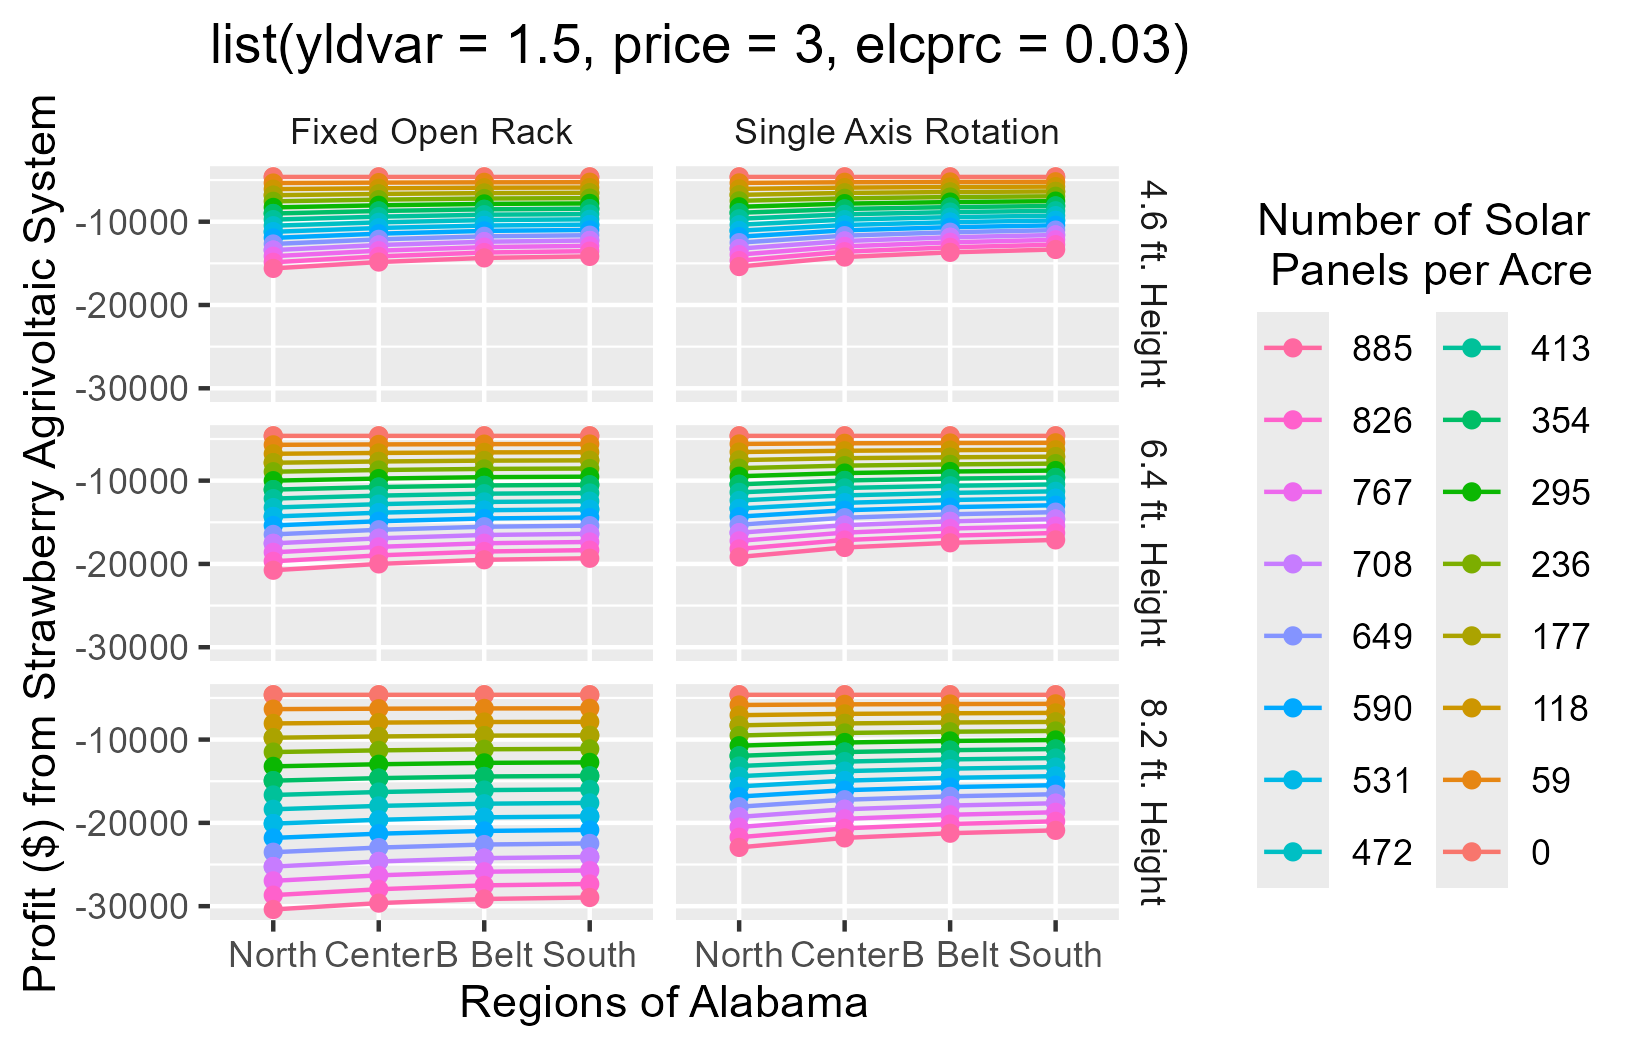 list(yldvar = 1.5, price = 3, elcprc = 0.03)
Profit ($) from Strawberry Agrivoltaic System
Fixed Open Rack
Single Axis Rotation
-10000
-20000
-30000
4.6 ft. Height
-10000
-20000
-30000
6.4 ft. Height
-10000
-20000
-30000
8.2 ft. Height
North Center B Belt South
North Center B Belt South
Regions of Alabama
Number of Solar
Panels per Acre
885
826
767
708
649
590
531
472
413
354
295
236
177
118
59
0